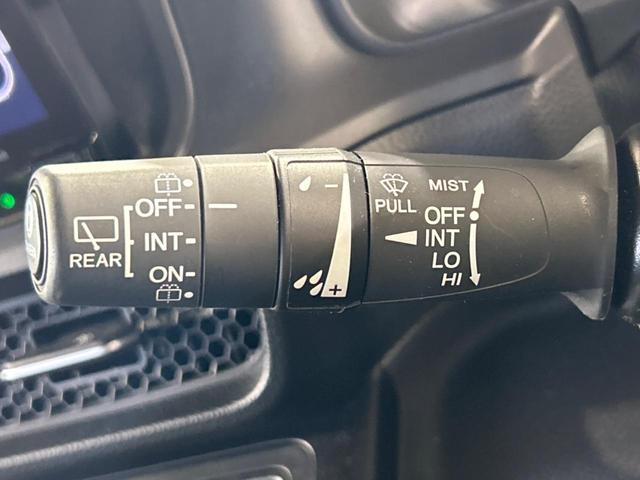 REAR
OFF
INT
ON
- 
+
PULL
MIST
OFF
INT
LO
HI